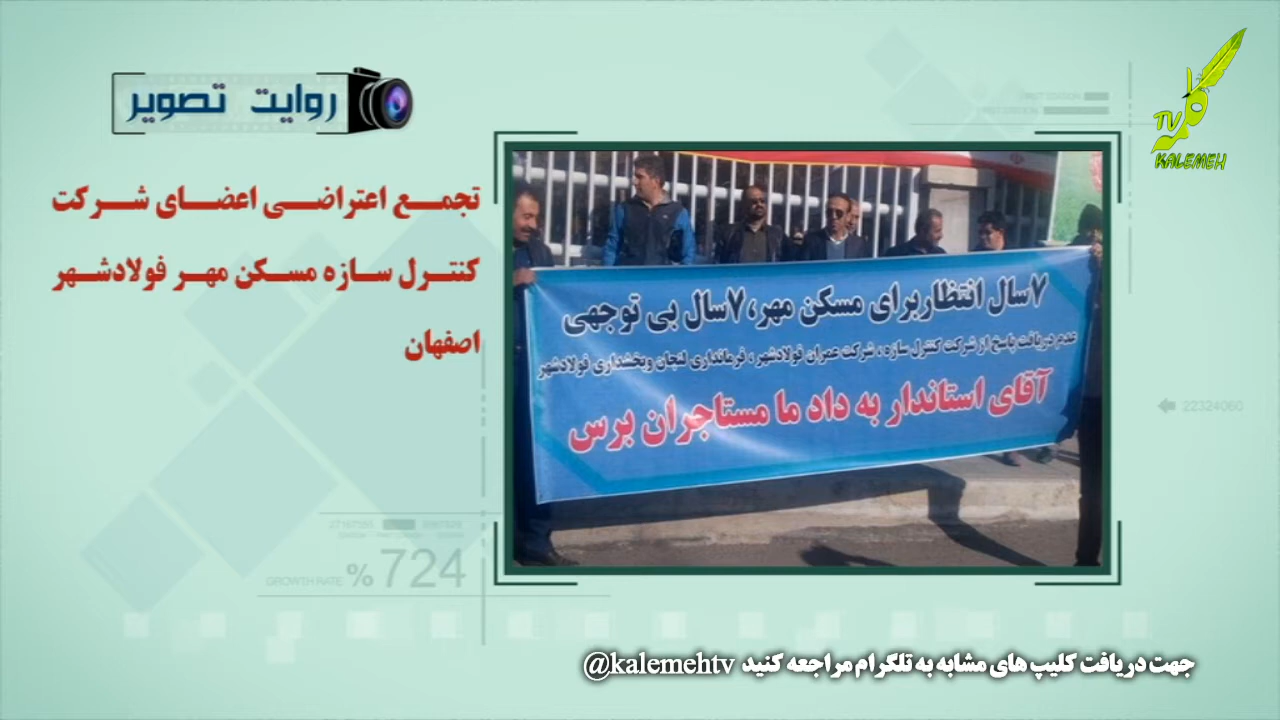 روایت تصویر
TV
KALEMEH
تجمع اعتراضی اعضای شرکت
کنترل سازه مسکن مهر فولادشهر
اصفهان
۷سال انتظاربرای مسکن مهر،۷سال بی توجهی
عدم دریافت پاسخ از شرکت کنترل سازه ، شرکت عمران فولادشهر ، فرمانداری لنجان وبخشداری فولادشهر
آقای استاندار به داد ما مستاجران برس
22324060
GROWTH RATE %724
جهت دریافت کلیپ های مشابه به تلگرام مراجعه کنید @kalemehtv